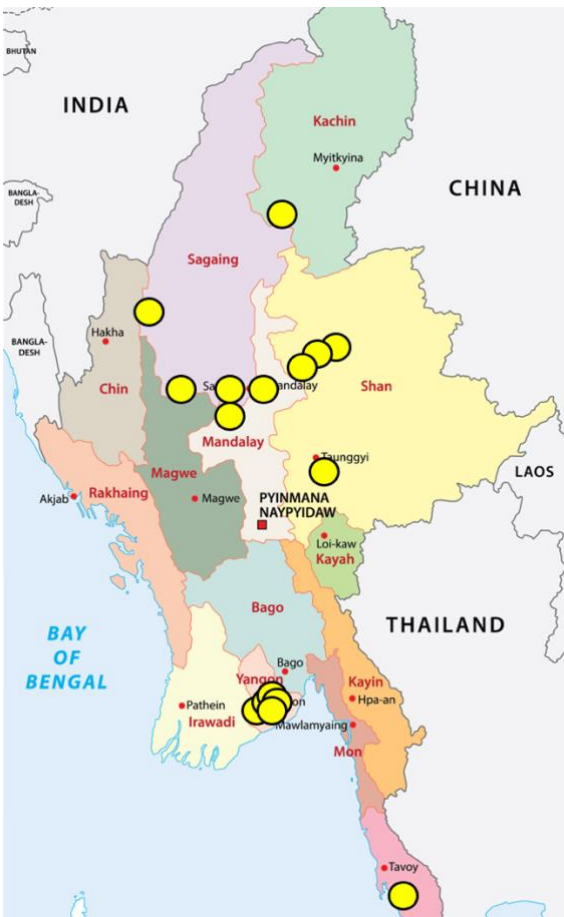 BHUTAN
INDIA
Kachin
Myitkyina
CHINA
BANGLA-
DESH
Sagaing
BANGLA-
DESH
Hakha
Chin
Shan
Mandalay
Taunggyi
Magwe
LAOS
Rakhaing
Akjab
Magwe
PYINMANA
NAYPYIDAW
Loi-kaw
Kayah
Bago
THAILAND
BAY
OF
BENGAL
Bago
Yangon
Kayin
Hpa-an
Pathein
Irawadi
Mawlamyaing
Mon
Tavoy